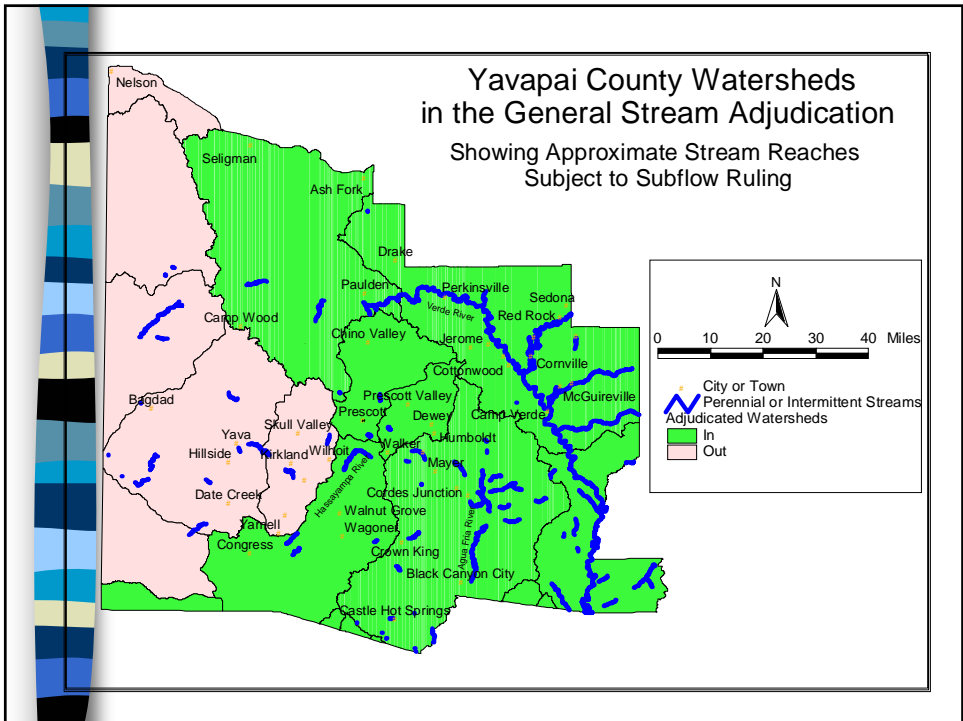 Yavapai County Watersheds
in the General Stream Adjudication
Showing Approximate Stream Reaches
Subject to Subflow Ruling
Nelson
Seligman
Ash Fork
Drake
Paulden
Perkinsville
Verde River
Sedona
Red Rock
Camp Wood
Chino Valley
Jerome
Cornville
Cottonwood
McGuireville
Bagdad
Prescott Valley
Prescott
Dewey
Camp Verde
Skull Valley
Yava
Humboldt
Hillside
Kirkland
Wilhoit
Walker
Mayer
Hassayampa River
Date Creek
Cordes Junction
Walnut Grove
Yarnell
Wagoner
Congress
Crown King
Agua Fria River
Black Canyon City
Castle Hot Springs
N
0 10 20 30 40 Miles
City or Town
Perennial or Intermittent Streams
Adjudicated Watersheds
In
Out